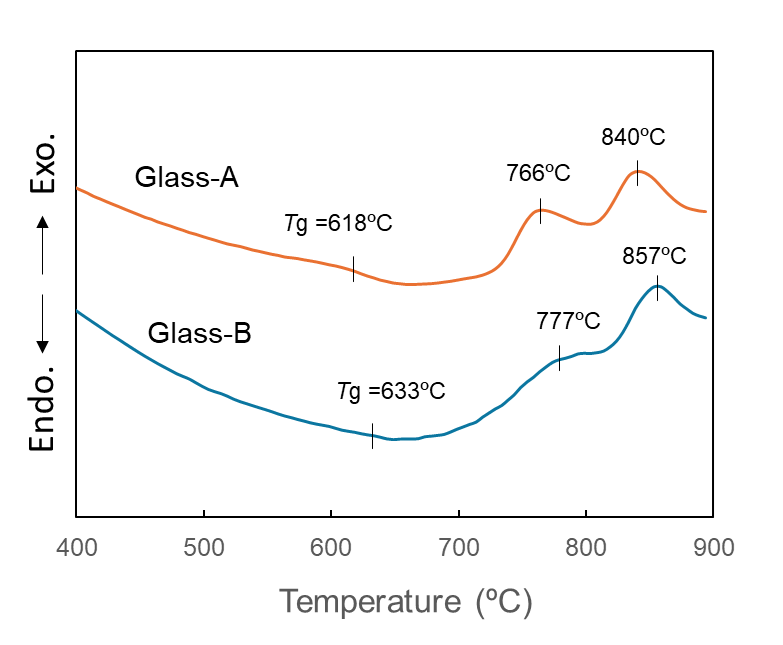 840ºC
766ºC
Exo.
Glass-A
Tg =618ºC
857ºC
777ºC
Glass-B
Tg =633ºC
Endo.
400 500 600 700 800 900
Temperature (ºC)